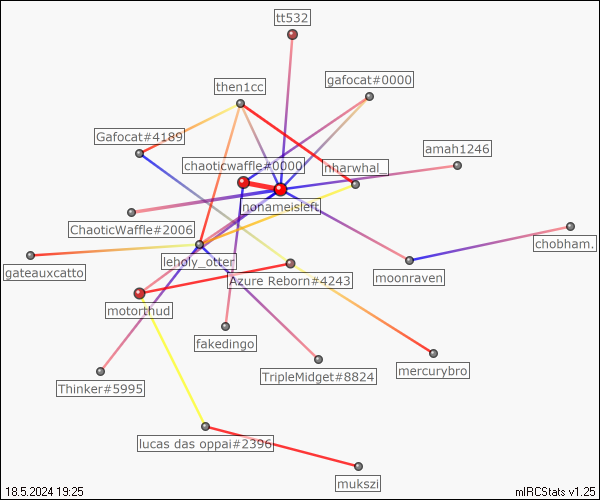 tt532
gafocat#0000
then1cc
Gafocat#4189
amah1246
chaoticwaffle#0000
nharwhal_
nonameisleft
ChaoticWaffle#2006
chobham.
leholy_otter
gateauxcatto
moonraven
Azure Reborn#4243
motorthud
fakedingo
mercurybro
TripleMidget#8824
Thinker#5995
lucas das oppai#2396
mukszi
18.5.2024 19:25
mIRCStats v1.25